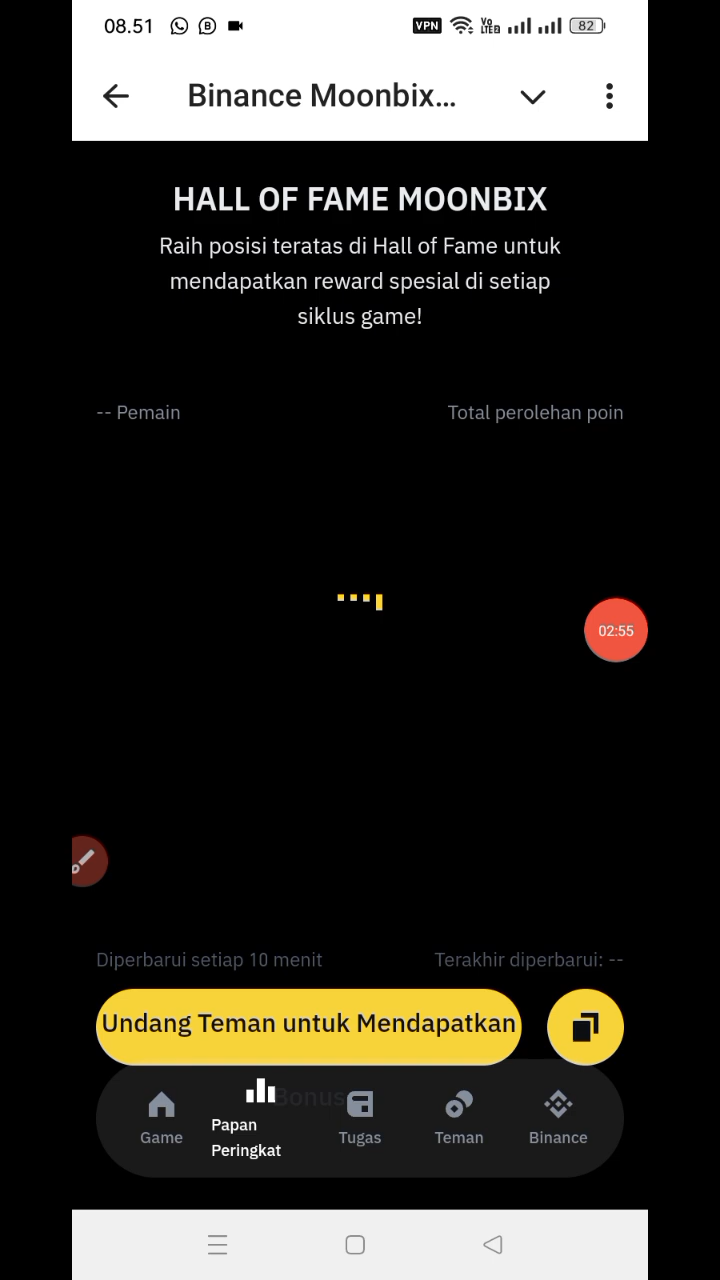 08.51 VPN Vo LTE2 82
Binance Moonbix...
HALL OF FAME MOONBIX
Raih posisi teratas di Hall of Fame untuk
mendapatkan reward spesial di setiap
siklus game!
-- Pemain Total perolehan poin
02:55
Diperbarui setiap 10 menit Terakhir diperbarui: --
Undang Teman untuk Mendapatkan
Bonus
Game Papan Peringkat Tugas Teman Binance